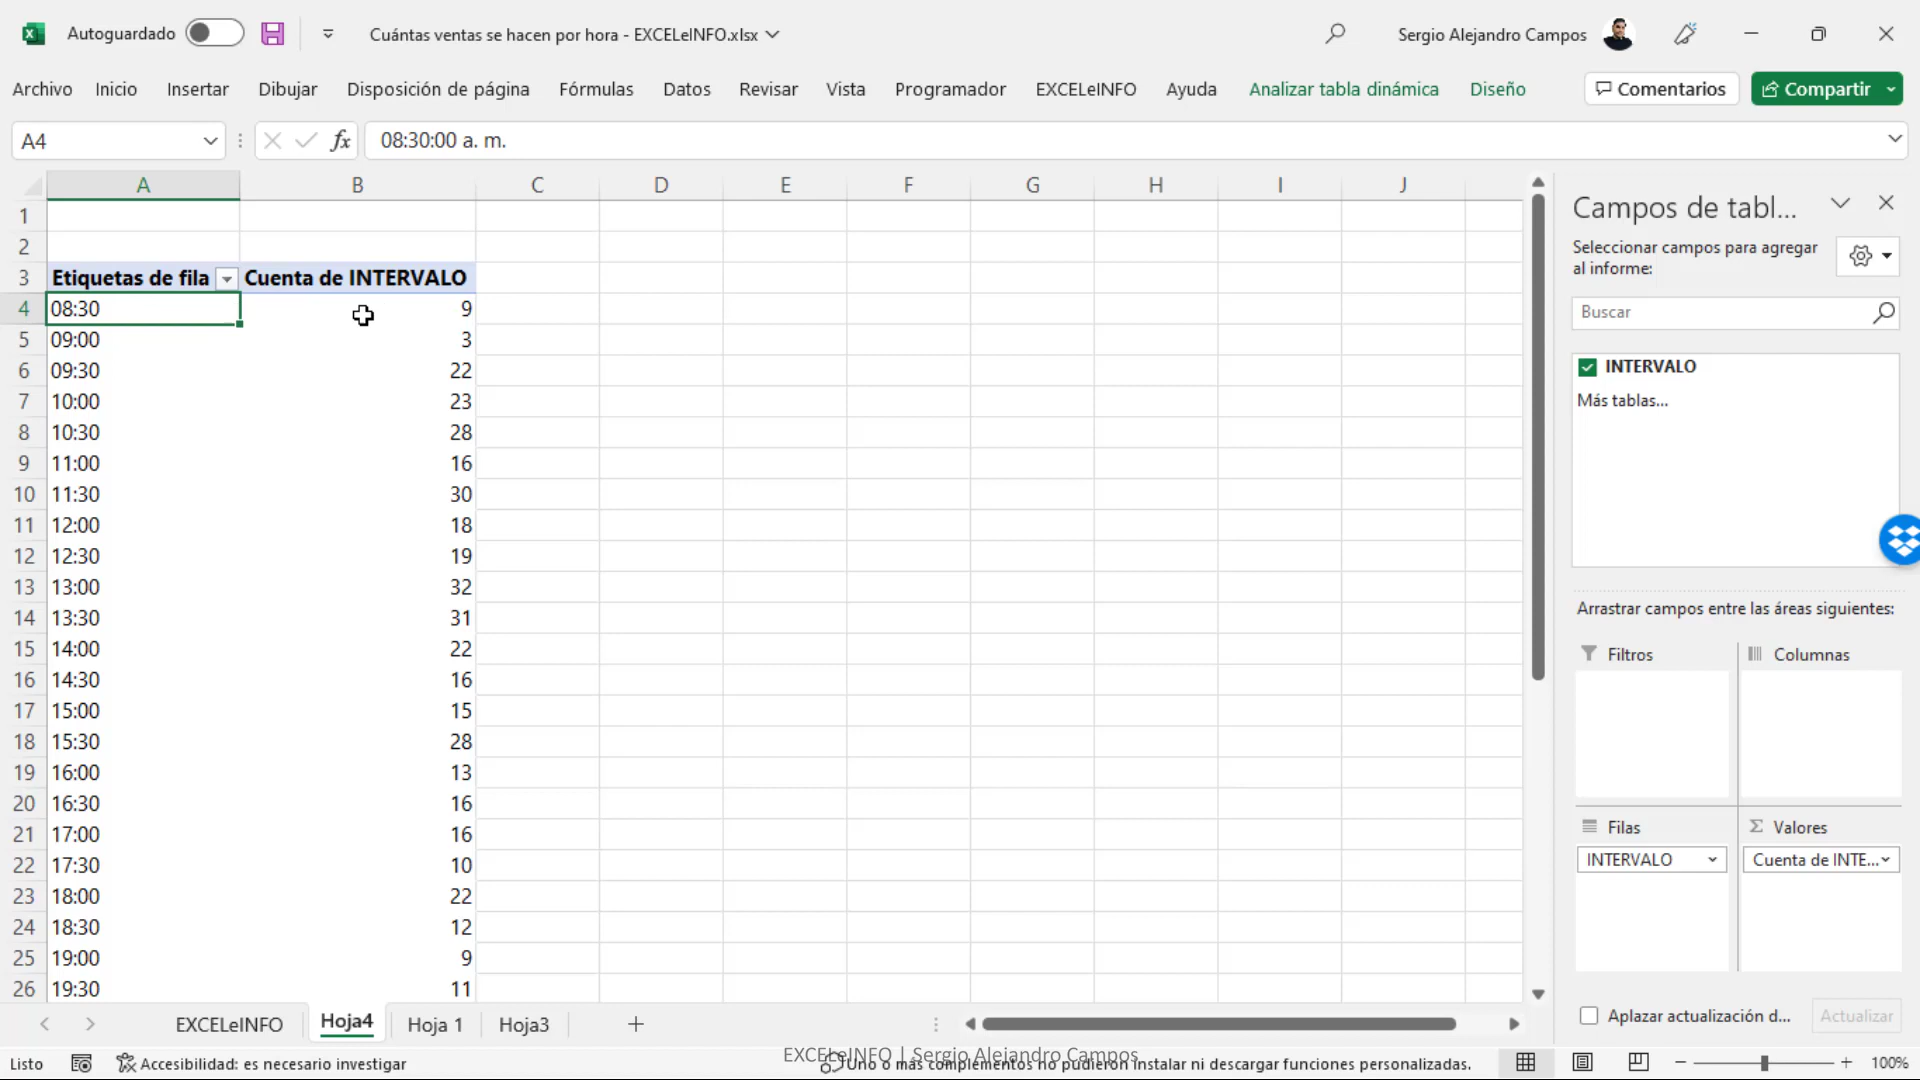 Autoguardado
Cuántas ventas se hacen por hora - EXCELeINFO.xlsx
Sergio Alejandro Campos
Archivo Inicio Insertar Dibujar Disposición de página Fórmulas Datos Revisar Vista Programador EXCELeINFO Ayuda Analizar tabla dinámica Diseño Comentarios Compartir
A4 fx 08:30:00 a. m.
A B C D E F G H I J
1
2
3 Etiquetas de fila Cuenta de INTERVALO
4 08:30 9
5 09:00 3
6 09:30 22
7 10:00 23
8 10:30 28
9 11:00 16
10 11:30 30
11 12:00 18
12 12:30 19
13 13:00 32
14 13:30 31
15 14:00 22
16 14:30 16
17 15:00 15
18 15:30 28
19 16:00 13
20 16:30 16
21 17:00 16
22 17:30 10
23 18:00 22
24 18:30 12
25 19:00 9
26 19:30 11
Campos de tabl...
Seleccionar campos para agregar
al informe:
Buscar
INTERVALO
Más tablas...
Arrastrar campos entre las áreas siguientes:
Filtros Columnas
Filas Σ Valores
INTERVALO Cuenta de INTE...
Aplazar actualización d... Actualizar
EXCELeINFO Hoja4 Hoja 1 Hoja3
EXCELeINFO | Sergio Alejandro Campos
Listo Accesibilidad: es necesario investigar Uno o más complementos no pudieron instalar ni descargar funciones personalizadas. 100%